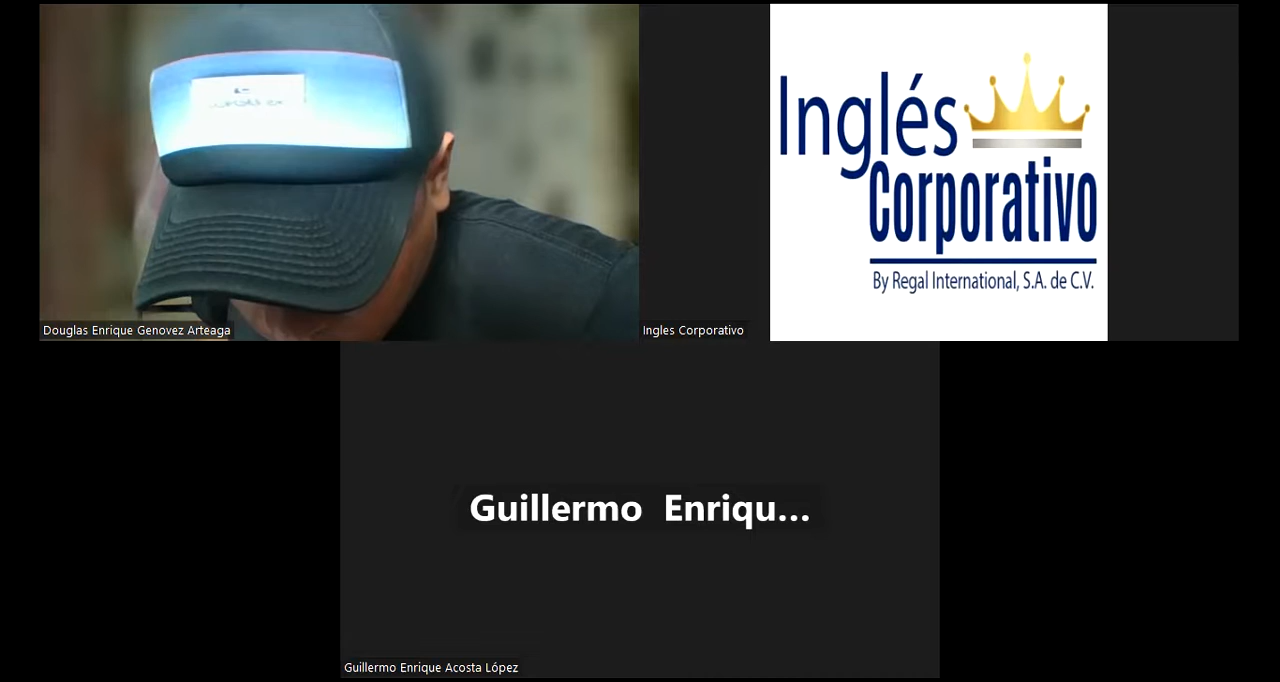 Douglas Enrique Genovez Arteaga
Inglés
Corporativo
By Regal International, S.A. de C.V.
Ingles Corporativo
Guillermo Enriqu...
Guillermo Enrique Acosta López